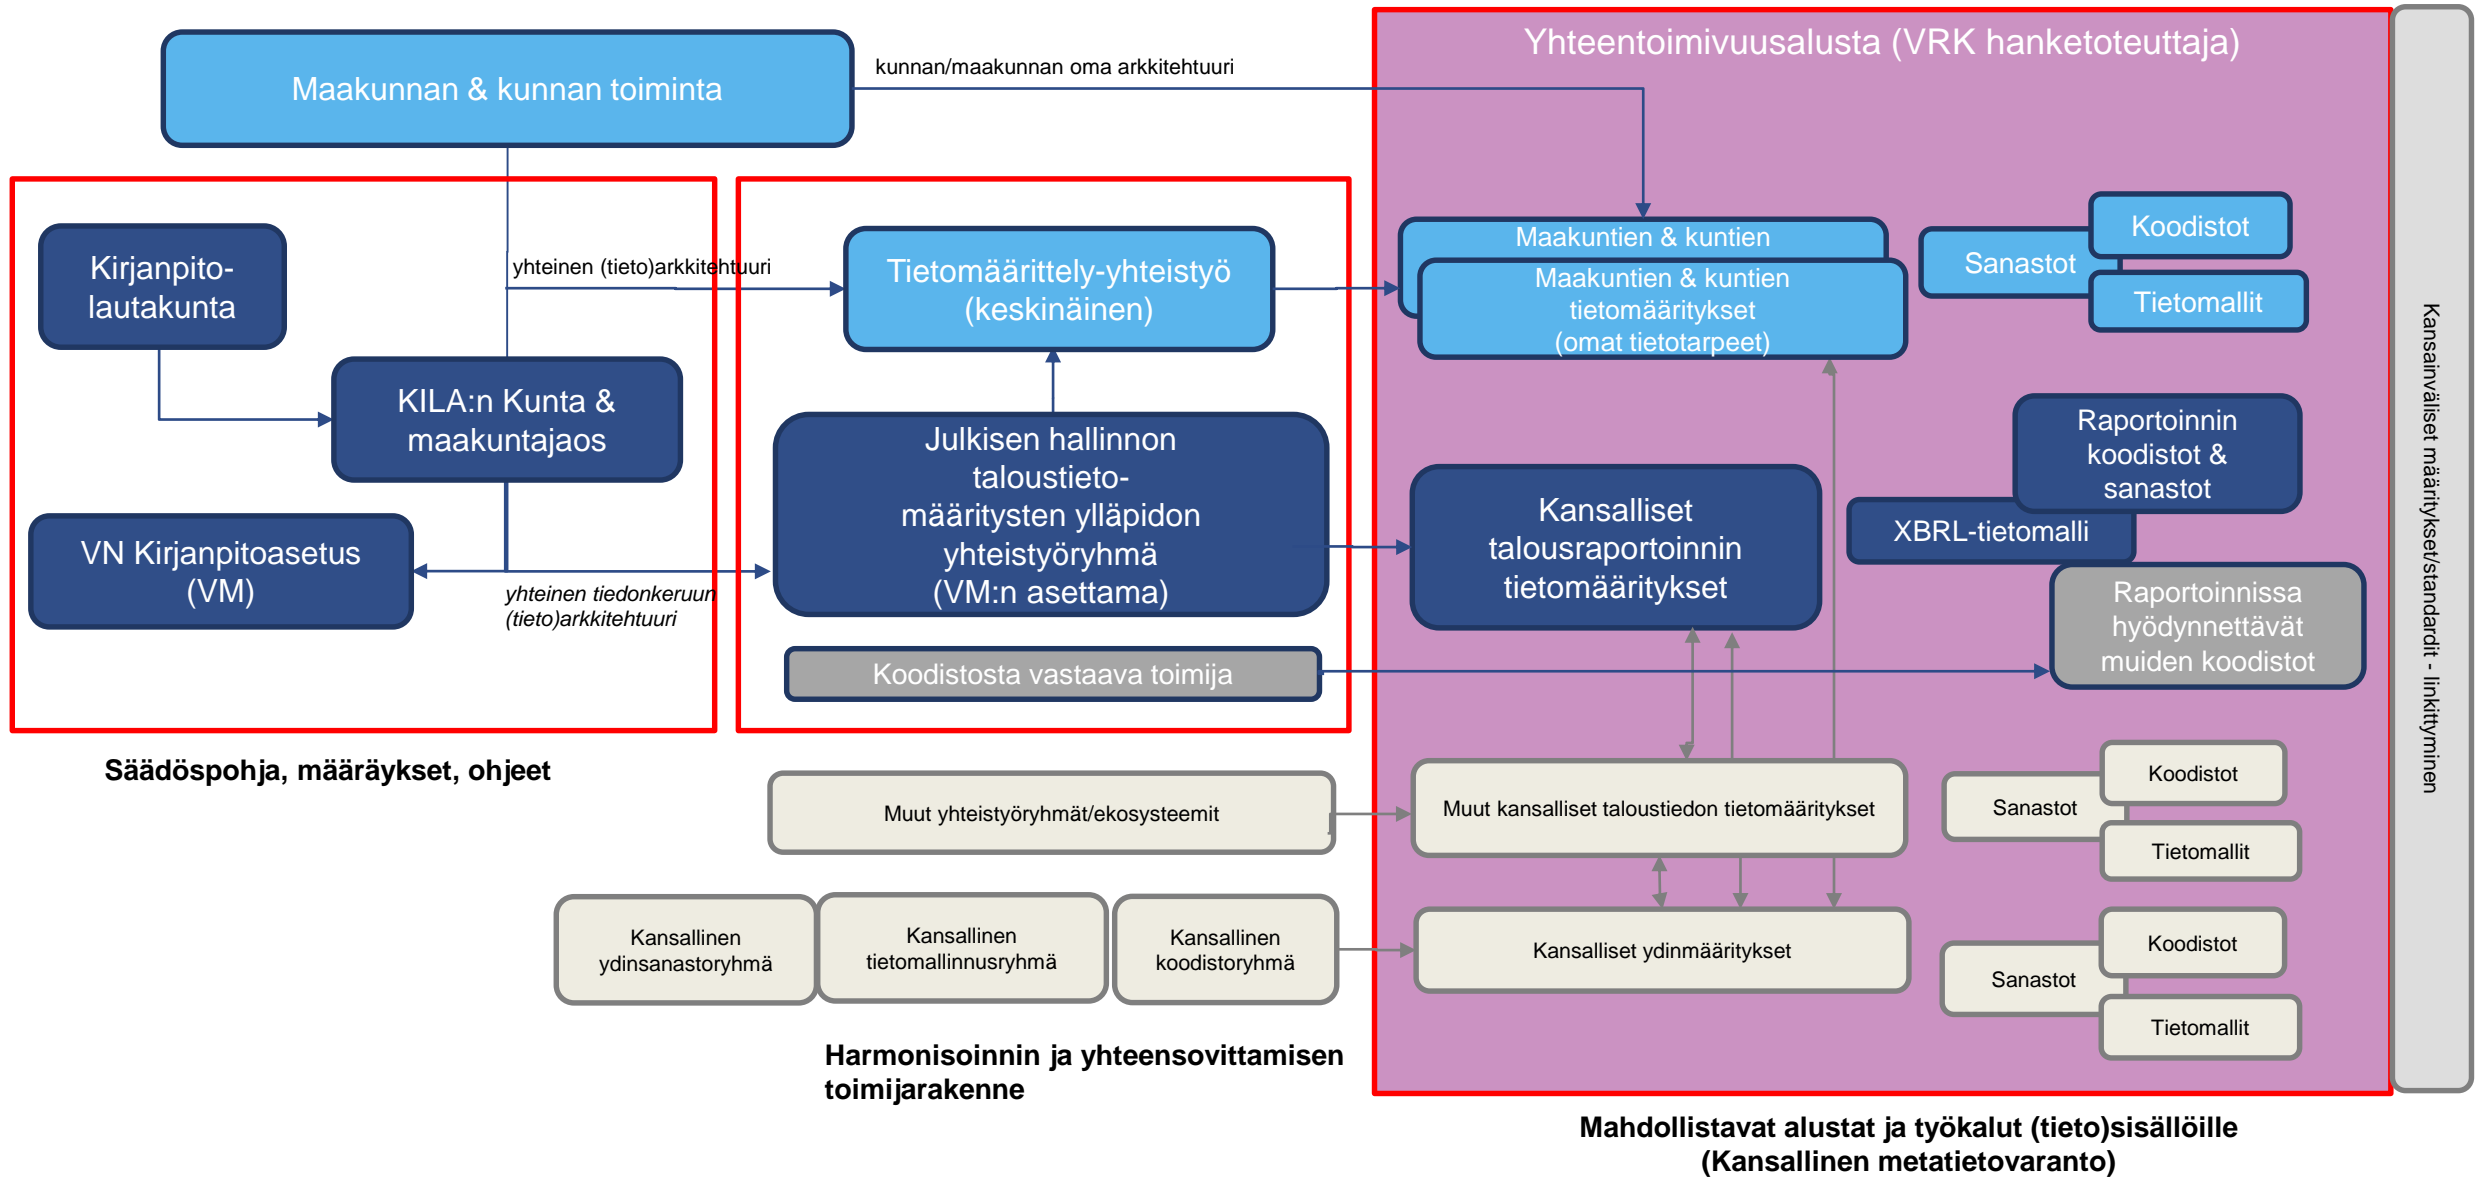 Yhteentoimivuusalusta (VRK hanketoteuttaja)
Maakunnan & kunnan toiminta
kunnan/maakunnan oma arkkitehtuuri
Kirjanpito-
lautakunta
KILA:n Kunta &
maakuntajaos
VN Kirjanpitoasetus
(VM)
yhteinen (tieto)arkkitehtuuri
yhteinen tiedonkeruun
(tieto)arkkitehtuuri
Säädöspohja, määräykset, ohjeet
Tietomäärittely-yhteistyö
(keskinäinen)
Julkisen hallinnon
taloustieto-
määritysten ylläpidon
yhteistyöryhmä
(VM:n asettama)
Koodistosta vastaava toimija
Muut yhteistyöryhmät/ekosysteemit
Kansallinen
ydinsanastoryhmä
Kansallinen
tietomallinnusryhmä
Kansallinen
koodistoryhmä
Harmonisoinnin ja yhteensovittamisen
toimijarakenne
Maakuntien & kuntien
Maakuntien & kuntien
tietomääritykset
(omat tietotarpeet)
Sanastot
Koodistot
Tietomallit
Kansalliset
talousraportoinnin
tietomääritykset
Raportoinnin
koodistot &
sanastot
XBRL-tietomalli
Raportoinnissa
hyödynnettävät
muiden koodistot
Muut kansalliset taloustiedon tietomääritykset
Sanastot
Koodistot
Tietomallit
Kansalliset ydinmääritykset
Sanastot
Koodistot
Tietomallit
Kansainväliset määritykset/standardit - linkittyminen
Mahdollistavat alustat ja työkalut (tieto)sisällöille
(Kansallinen metatietovaranto)